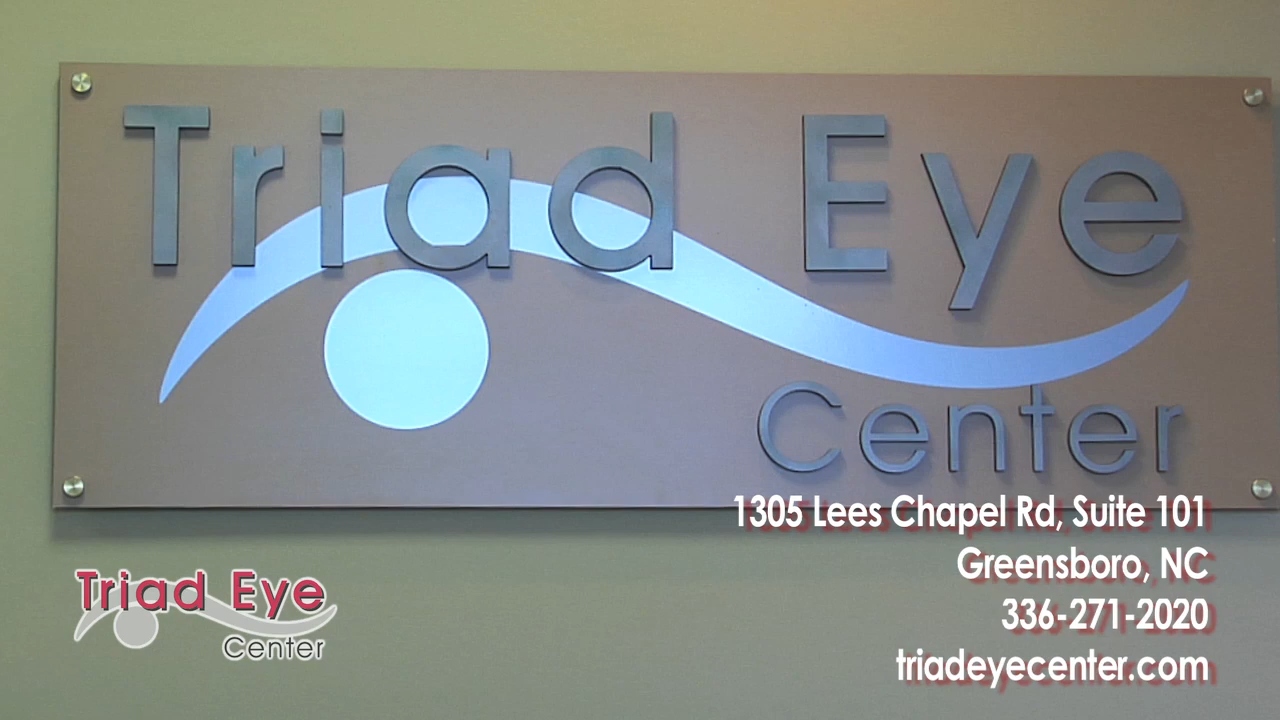 Triad Eye
Center
1305 Lees Chapel Rd, Suite 101
Greensboro, NC
336-271-2020
triadeyecenter.com
Triad Eye
Center